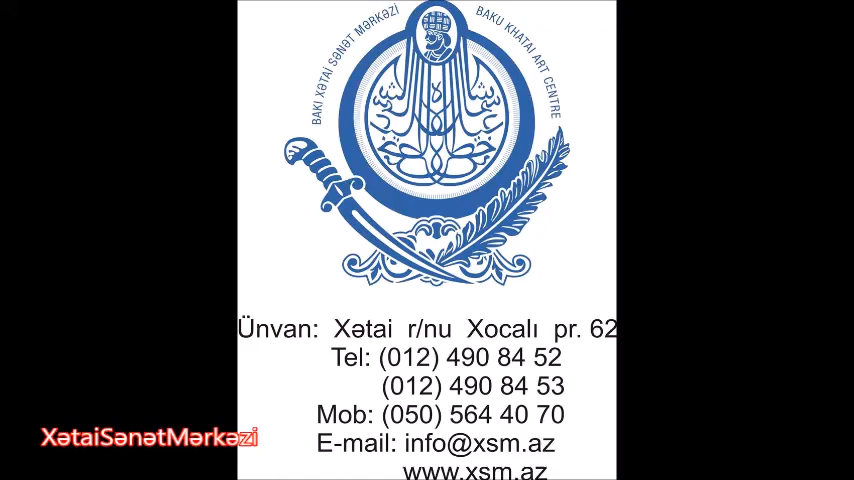 BAKI XƏTAİ SƏNƏT MƏRKƏZİ
BAKU KHATAI ART CENTRE
Ünvan: Xətai r/nu Xocalı pr. 62
Tel: (012) 490 84 52
(012) 490 84 53
Mob: (050) 564 40 70
E-mail: info@xsm.az
www.xsm.az
XətaiSənətMərkəzi